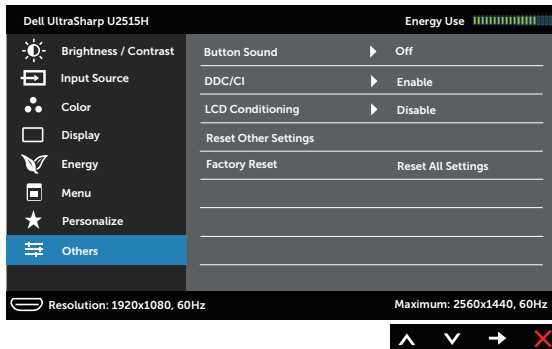 Dell UltraSharp U2515H Energy Use
Brightness / Contrast Button Sound Off
Input Source DDC/CI Enable
Color LCD Conditioning Disable
Display Reset Other Settings
Energy Factory Reset Reset All Settings
Menu
Personalize
Others
Resolution: 1920x1080, 60Hz Maximum: 2560x1440, 60Hz